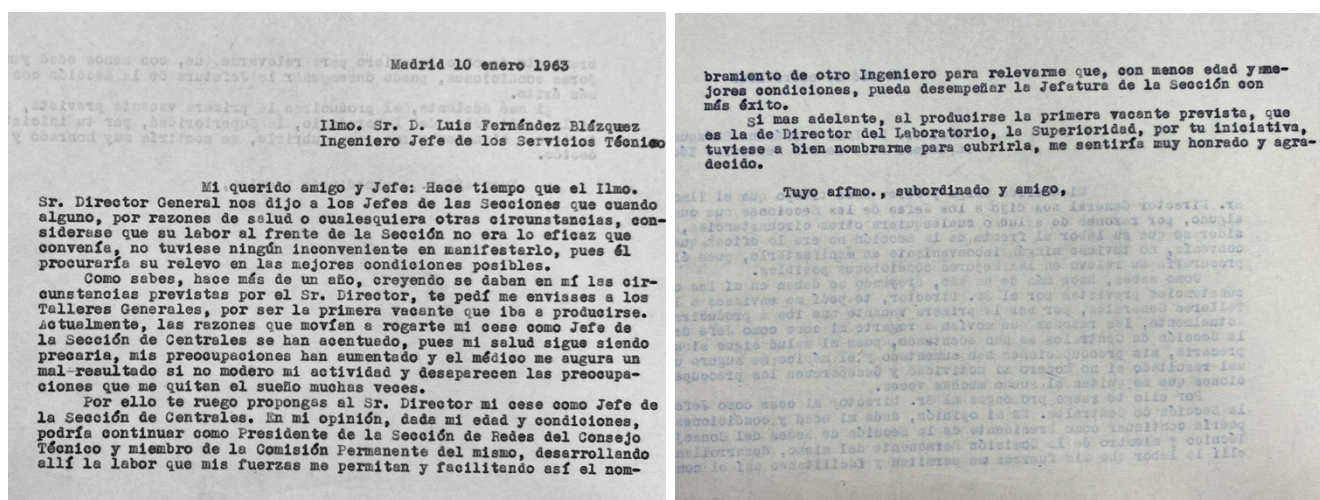 Madrid 10 enero 1963
Ilmo. Sr. D. Luis Fernández Blázquez
Ingeniero Jefe de los Servicios Técnico
Mi querido amigo y Jefe: Hace tiempo que el Ilmo.
Sr. Director General nos dijo a los Jefes de las Secciones que cuando
alguno, por razones de salud o cualesquiera otras circunstancias, con-
siderase que su labor al frente de la Sección no era lo eficaz que
convenía, no tuviese ningún inconveniente en manifestarlo, pues él
procuraría su relevo en las mejores condiciones posibles.
Como sabes, hace más de un año, creyendo se daban en mí las cir-
cunstancias previstas por el Sr. Director, te pedí me enviases a los
Talleres Generales, por ser la primera vacante que iba a producirse.
Actualmente, las razones que movían a rogarte mi cese como Jefe de
la Sección de Centrales se han acentuado, pues mi salud sigue siendo
precaria, mis preocupaciones han aumentado y el médico me augura un
mal resultado si no modero mi actividad y desaparecen las preocupa-
ciones que me quitan el sueño muchas veces.
Por ello te ruego propongas al Sr. Director mi cese como Jefe de
la Sección de Centrales. En mi opinión, dada mi edad y condiciones,
podría continuar como Presidente de la Sección de Redes del Consejo
Técnico y miembro de la Comisión Permanente del mismo, desarrollando
allí la labor que mis fuerzas me permitan y facilitando así el nom-
bramiento de otro Ingeniero para relevarme que, con menos edad y me-
jores condiciones, pueda desempeñar la Jefatura de la Sección con
más éxito.
Si mas adelante, al producirse la primera vacante prevista, que
es la de Director del Laboratorio, la Superioridad, por tu iniciativa,
tuviese a bien nombrarme para cubrirla, me sentiría muy honrado y agra-
decido.
Tuyo affmo., subordinado y amigo,